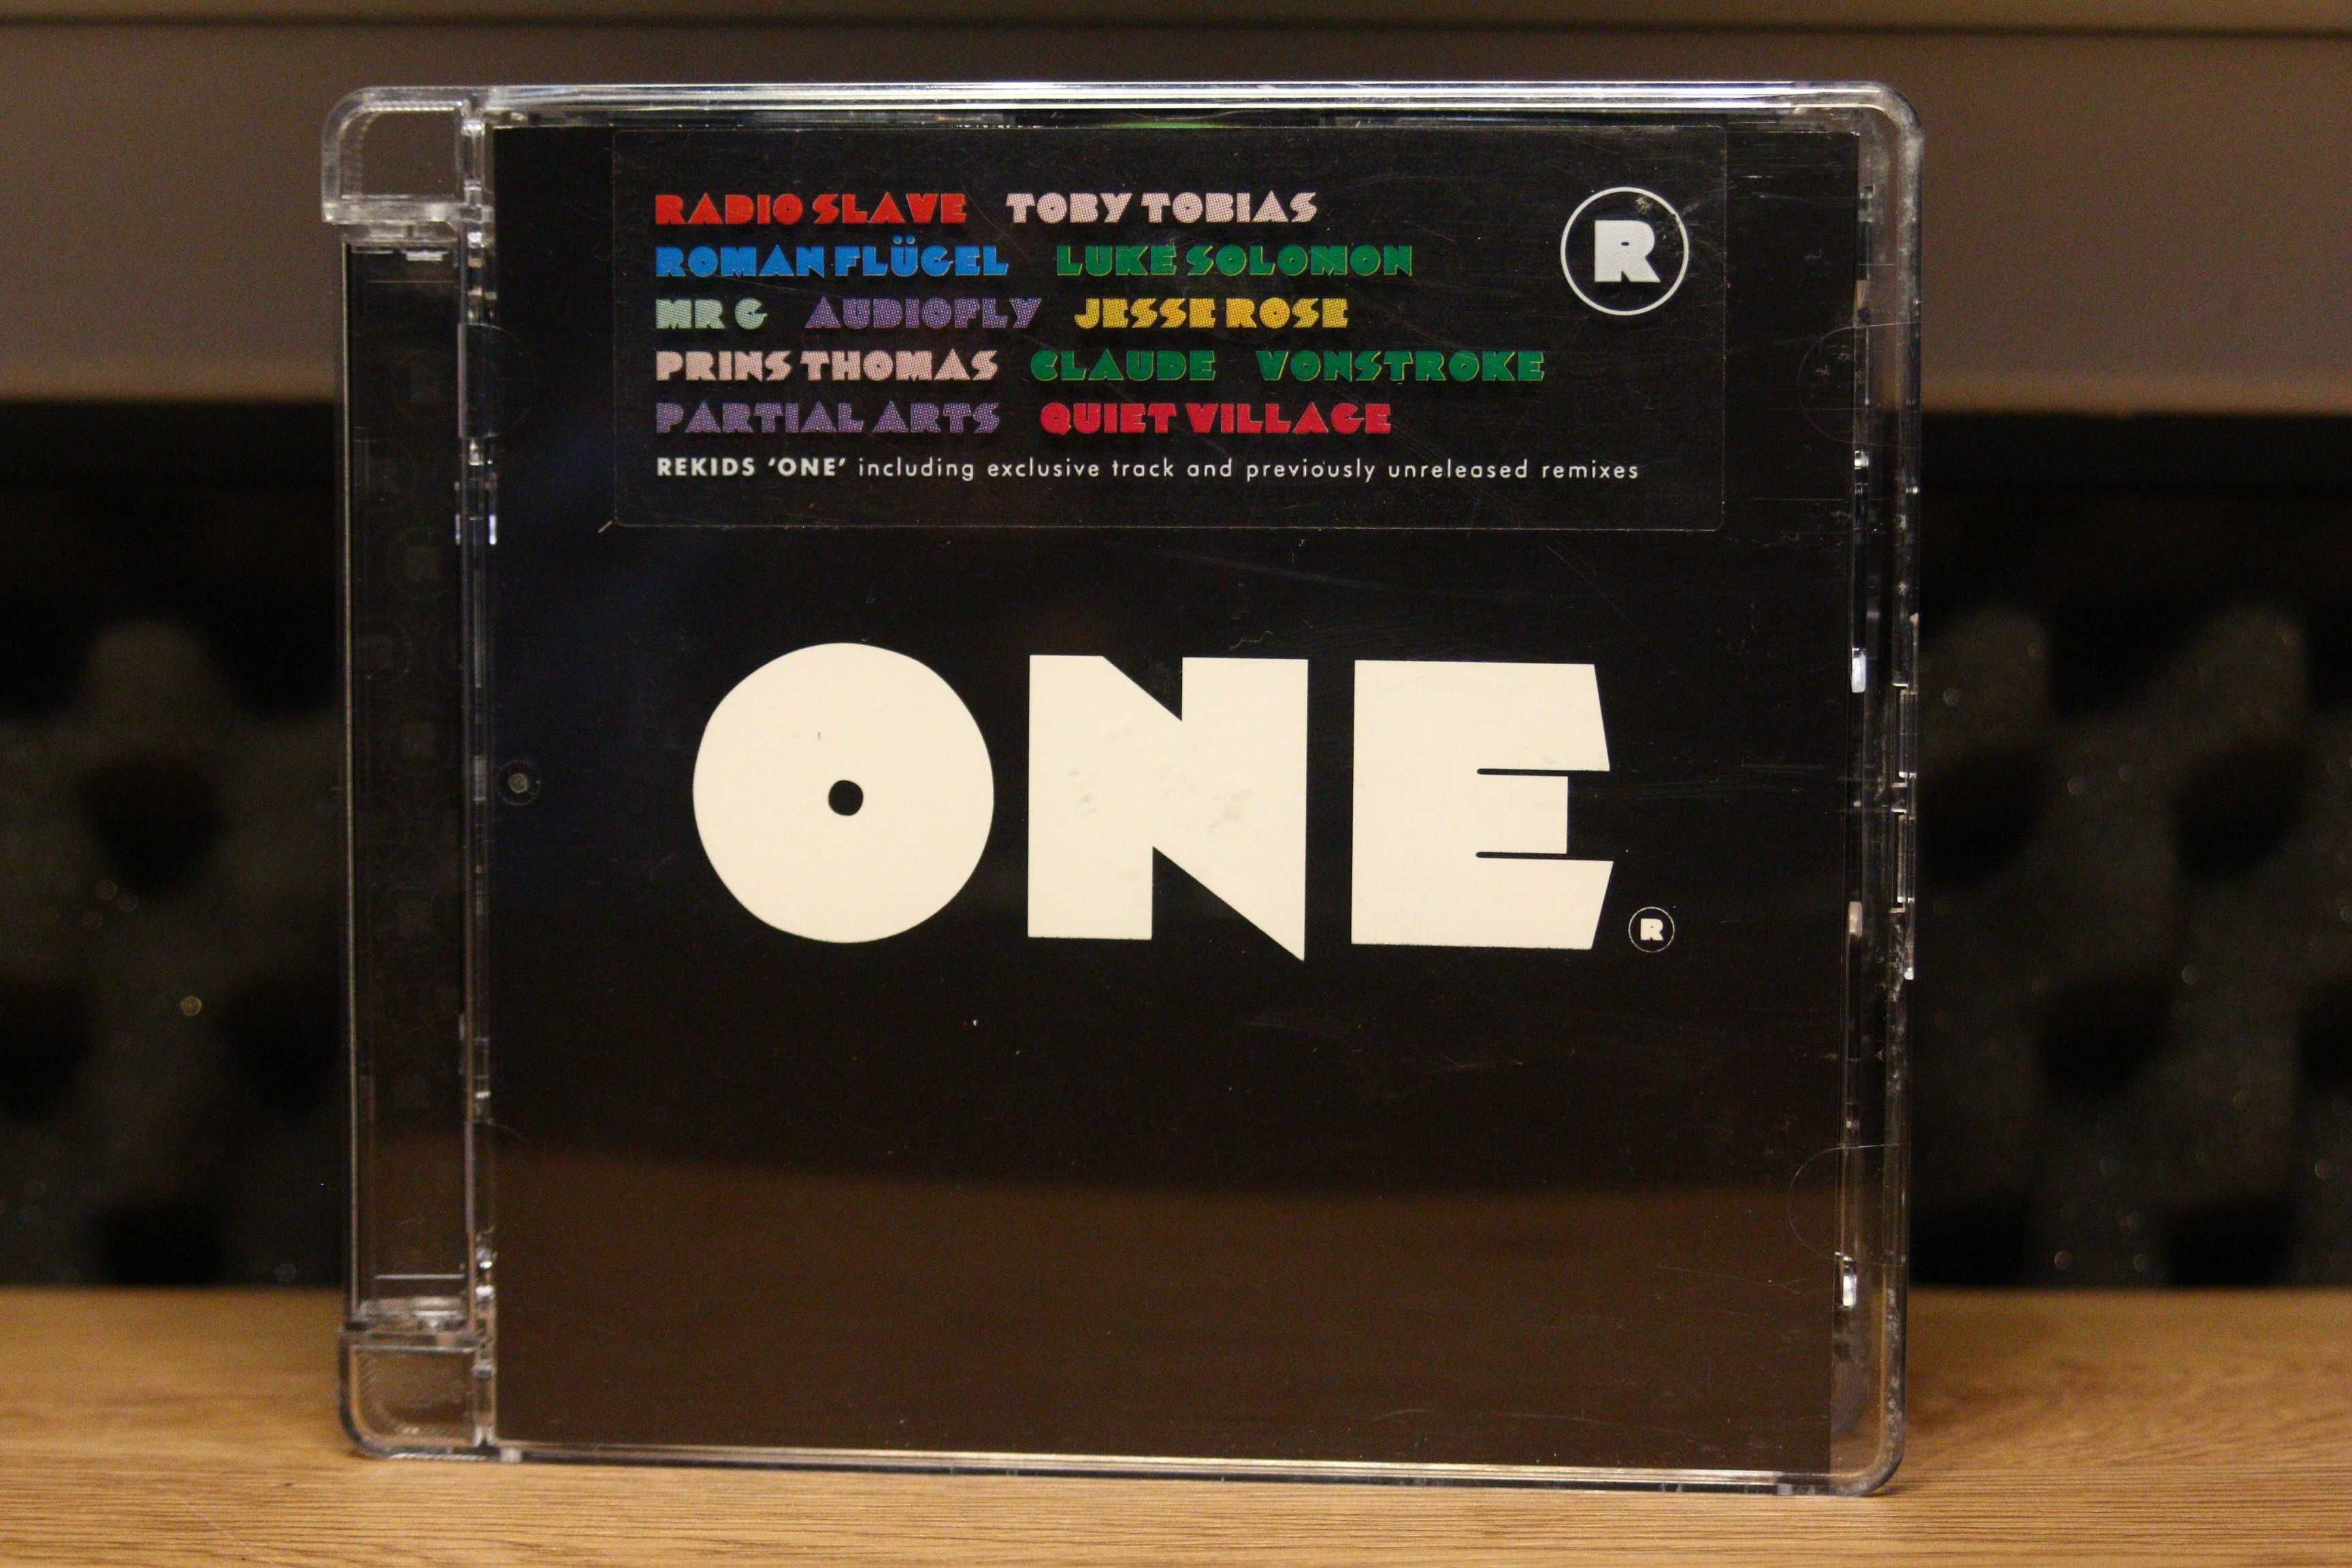 RADIO SLAVE TOBY TOBIAS
R
ROMAN FLÜGEL LUKE SOLOMON
MR G AUDIOFLY JESSE ROSE
PRINS THOMAS CLAUDE VONSTROKE
PARTIAL ARTS QUIET VILLAGE
REKIDS ‘ONE’ including exclusive track and previously unreleased remixes
ONE
R